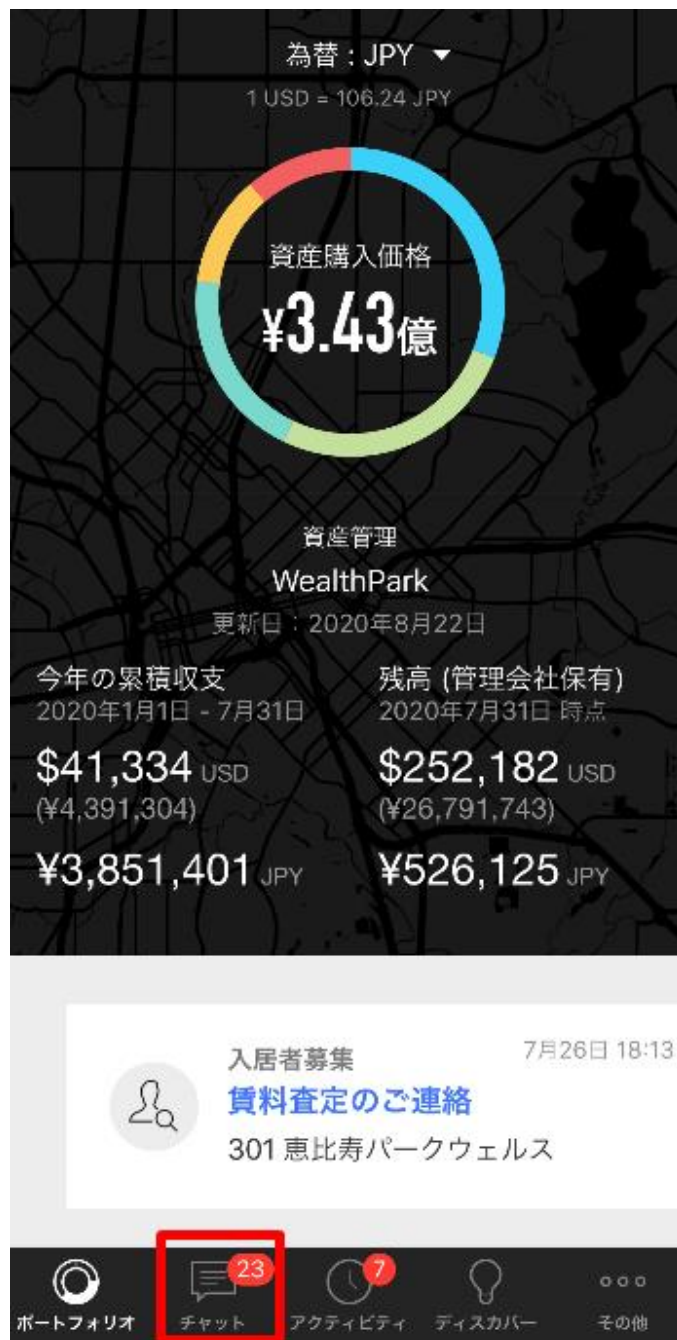 為替：JPY ▼
1 USD = 106.24 JPY
資産購入価格
¥3.43億
資産管理
WealthPark
更新日：2020年8月22日
今年の累積収支
2020年1月1日 - 7月31日
$41,334 USD
(¥4,391,304)
¥3,851,401 JPY
残高 (管理会社保有)
2020年7月31日 時点
$252,182 USD
(¥26,791,743)
¥526,125 JPY
入居者募集
7月26日 18:13
賃料査定のご連絡
301 恵比寿パークウェルス
23
7
ポートフォリオ
チャット
アクティビティ
ディスカバー
その他